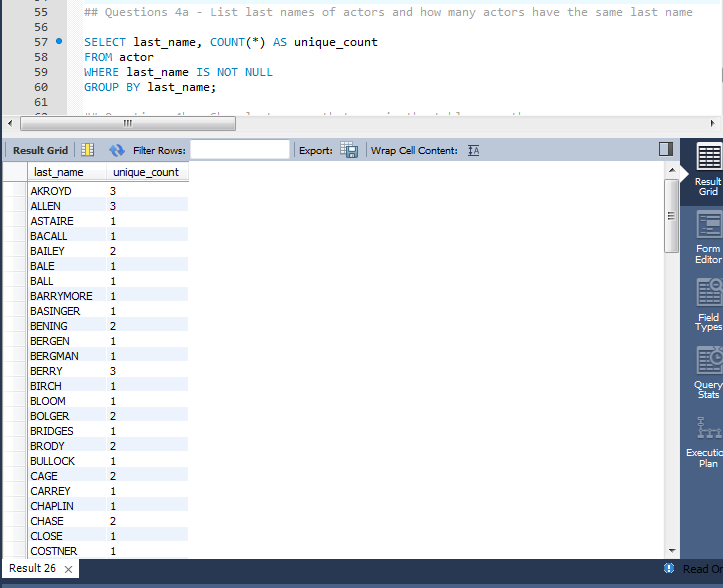 55 ## Questions 4a - List last names of actors and how many actors have the same last name
56
57 SELECT last_name, COUNT(*) AS unique_count
58 FROM actor
59 WHERE last_name IS NOT NULL
60 GROUP BY last_name;
61
Result Grid Filter Rows: Export: Wrap Cell Content:
last_name unique_count
AKROYD 3
ALLEN 3
ASTAIRE 1
BACALL 1
BAILEY 2
BALE 1
BALL 1
BARRYMORE 1
BASINGER 1
BENING 2
BERGEN 1
BERGMAN 1
BERRY 3
BIRCH 1
BLOOM 1
BOLGER 2
BRIDGES 1
BRODY 2
BULLOCK 1
CAGE 2
CARREY 1
CHAPLIN 1
CHASE 2
CLOSE 1
COSTNER 1
Result
Grid
Form
Editor
Field
Types
Query
Stats
Executio
Plan
Result 26
Read On